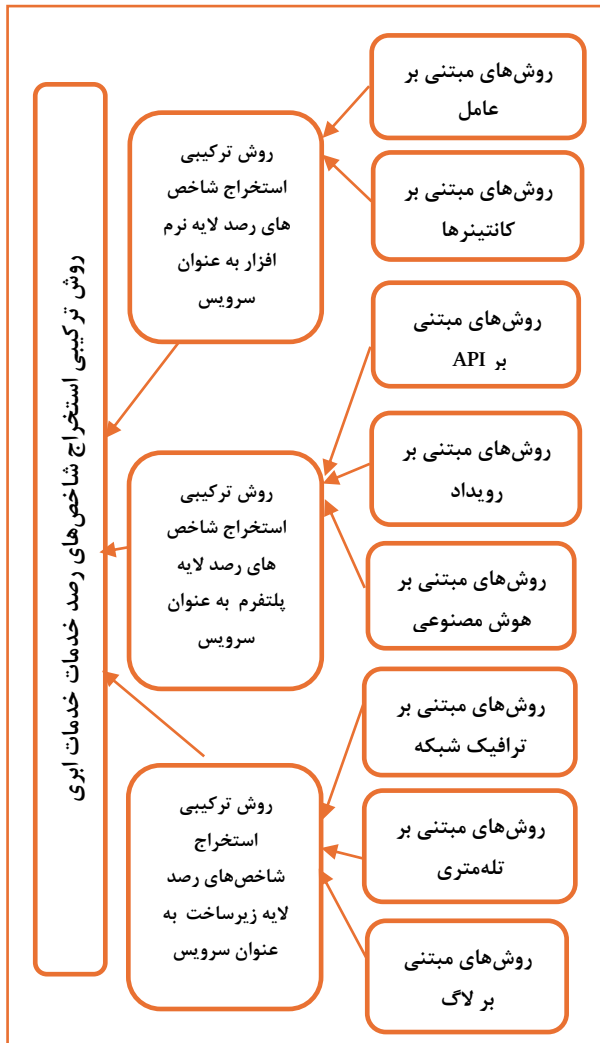 روش‌های مبتنی بر
عامل
روش‌های مبتنی بر
کانتینرها
روش‌های مبتنی
بر API
روش‌های مبتنی بر
رویداد
روش‌های مبتنی بر
هوش مصنوعی
روش‌های مبتنی بر
ترافیک شبکه
روش‌های مبتنی بر
تله‌متری
روش‌های مبتنی
بر لاگ
روش ترکیبی
استخراج شاخص
های رصد لایه نرم
افزار به عنوان
سرویس
روش ترکیبی
استخراج شاخص
های رصد لایه
پلتفرم به عنوان
سرویس
روش ترکیبی
استخراج
شاخص‌های رصد
لایه زیرساخت به
عنوان سرویس
روش ترکیبی استخراج شاخص‌های رصد خدمات خدمات ابری